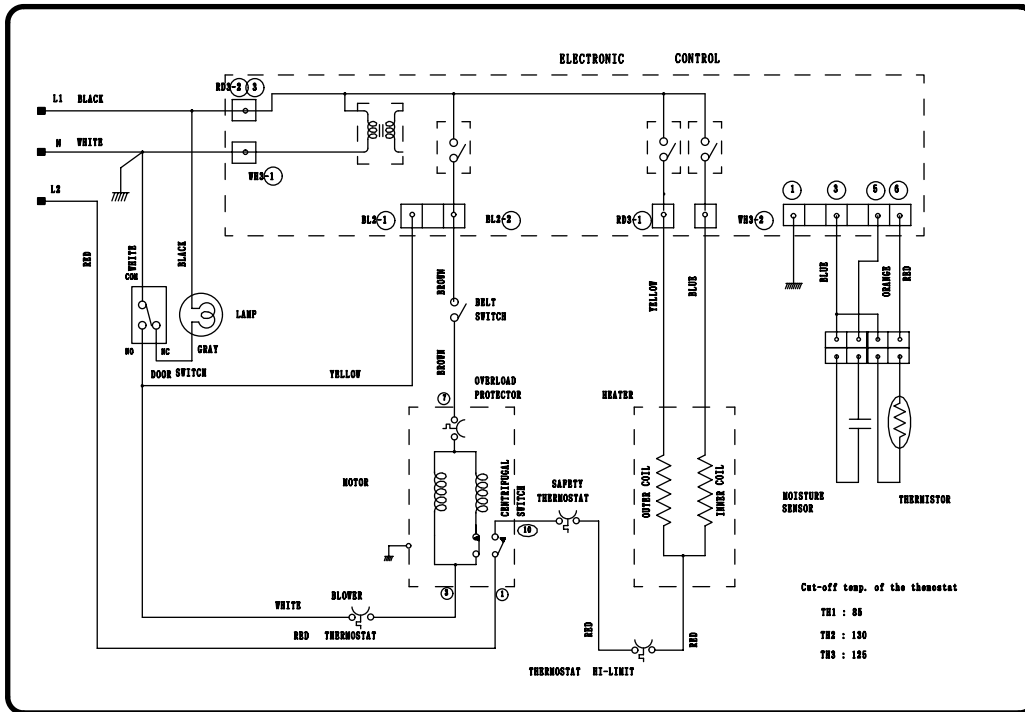 ELECTRONIC CONTROL
RD3-2 3
L1 BLACK
N WHITE
WH3-1
L2
1 3 5 6
BL2-1 BL2-2 RD3-1 WH3-2
RED
WHITE
BLACK
COM
NO NC
DOOR SWITCH
LAMP
GRAY
BROWN
BELT
SWITCH
BROWN
YELLOW
BLUE
BLUE
ORANGE
RED
YELLOW
7
OVERLOAD
PROTECTOR
HEATER
MOTOR
CENTRIFUGAL
SWITCH
10
SAFETY
THERMOSTAT
OUTER COIL
INNER COIL
MOISTURE
SENSOR
THERMISTOR
3
1
WHITE
BLOWER
THERMOSTAT
RED
RED
RED
THERMOSTAT HI-LIMIT
Cut-off temp. of the themostat
TH1 : 85
TH2 : 130
TH3 : 125